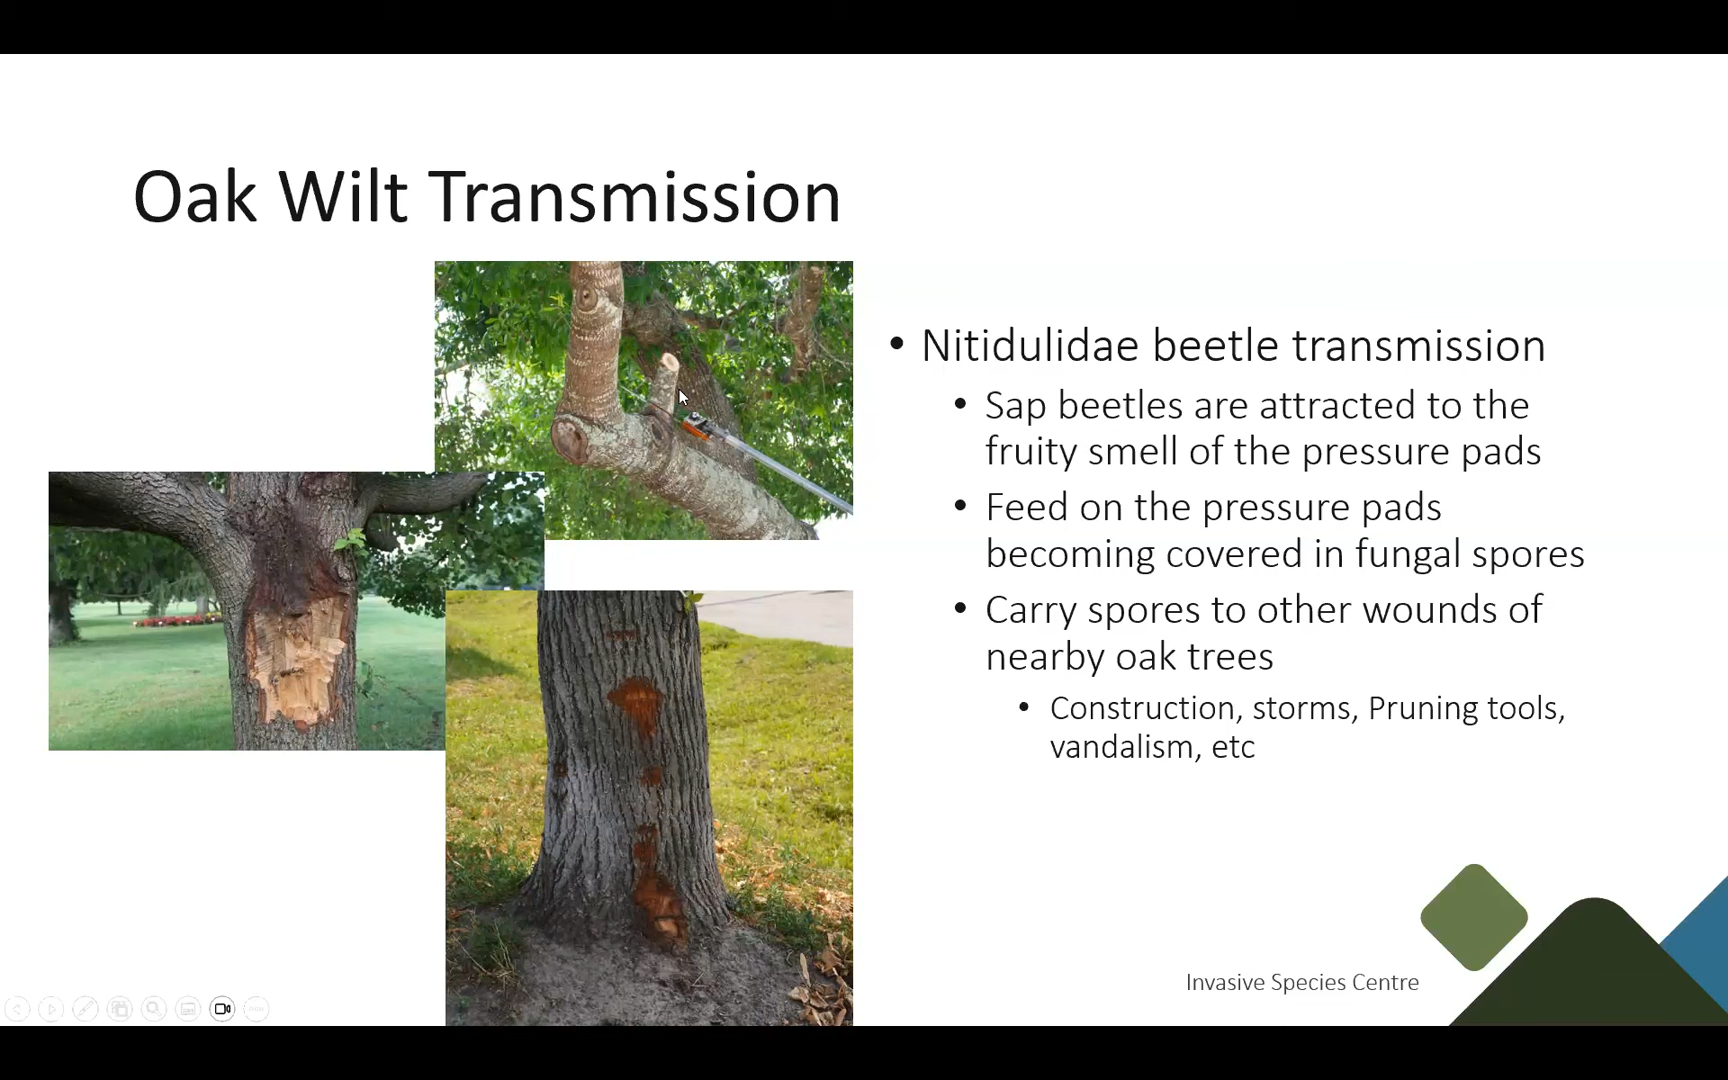 Oak Wilt Transmission
• Nitidulidae beetle transmission
• Sap beetles are attracted to the
fruity smell of the pressure pads
• Feed on the pressure pads
becoming covered in fungal spores
• Carry spores to other wounds of
nearby oak trees
• Construction, storms, Pruning tools,
vandalism, etc
Invasive Species Centre